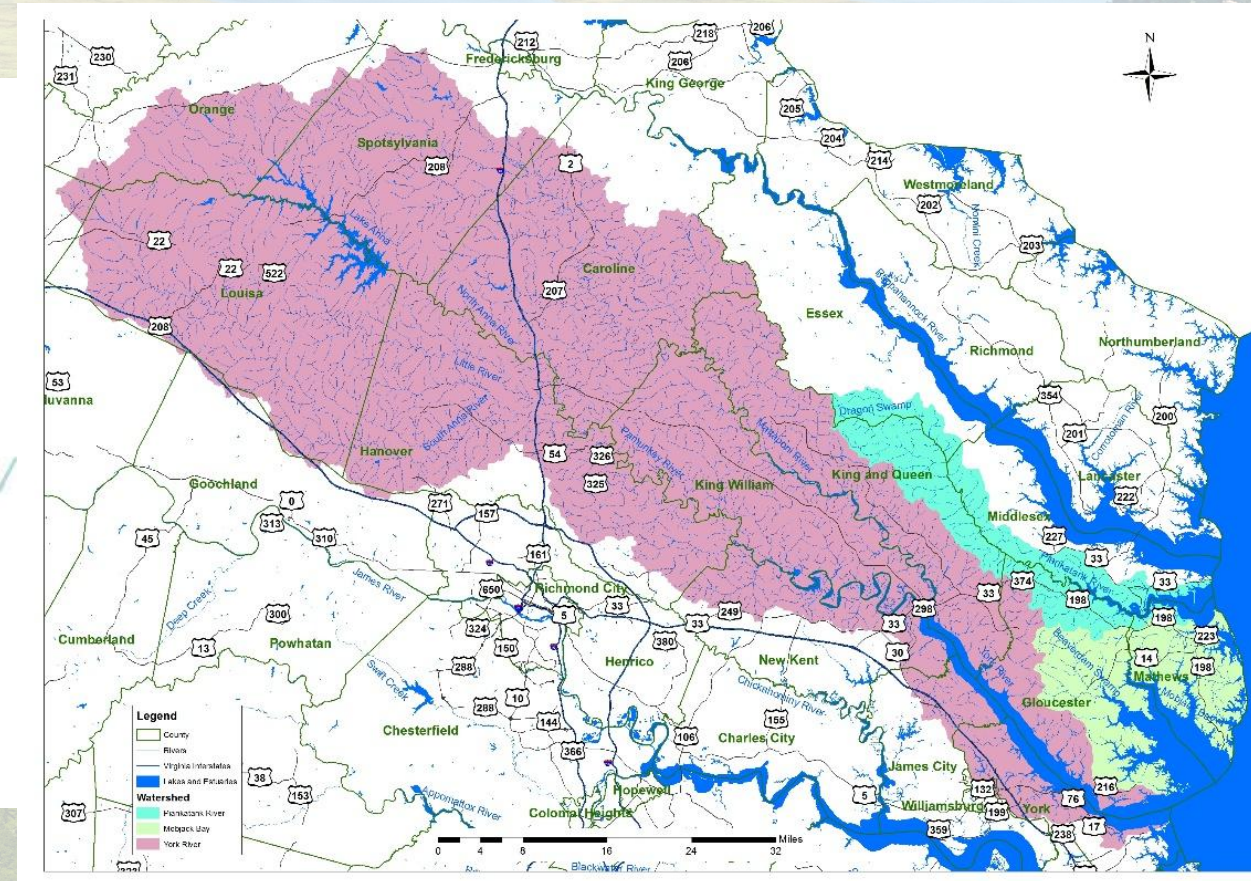 N
206
218
212
230
Fredericksburg
206
231
King George
205
Orange
204
Spotsylvania
208
2
214
Westmoreland
202
Nomini Creek
203
22
Lake Anna
22
522
Caroline
Rappahannock River
207
Louisa
Essex
North Anna River
208
Richmond
Northumberland
Little River
53
luvanna
354
Dragon Swamp
200
South Anna River
Mattaponi River
201
Pamunkey River
Hanover
54
326
325
King William
King and Queen
Lancaster
Goochland
222
0
271
157
Middlesex
313
227
45
310
161
33
James River
374
Piankatank River
33
650
Richmond City
33
198
Deep Creek
300
5
33
298
198
324
249
33
33
223
Cumberland
Powhatan
13
150
380
Beaverdam Swamp
30
14
198
288
Henrico
New Kent
York River
Mathews
Swift Creek
Chickahominy River
10
Gloucester
288
Legend
County
Rivers
Virginia Interstates
Lakes and Estuaries
Watershed
Piankatank River
Mobjack Bay
York River
Chesterfield
144
155
106
Charles City
366
James City
38
Hopewell
132
216
153
5
76
Appomattox River
Williamsburg
199
York
307
Colonial Heights
17
359
238
Miles
0 4 8 16 24 32
Blackwater River